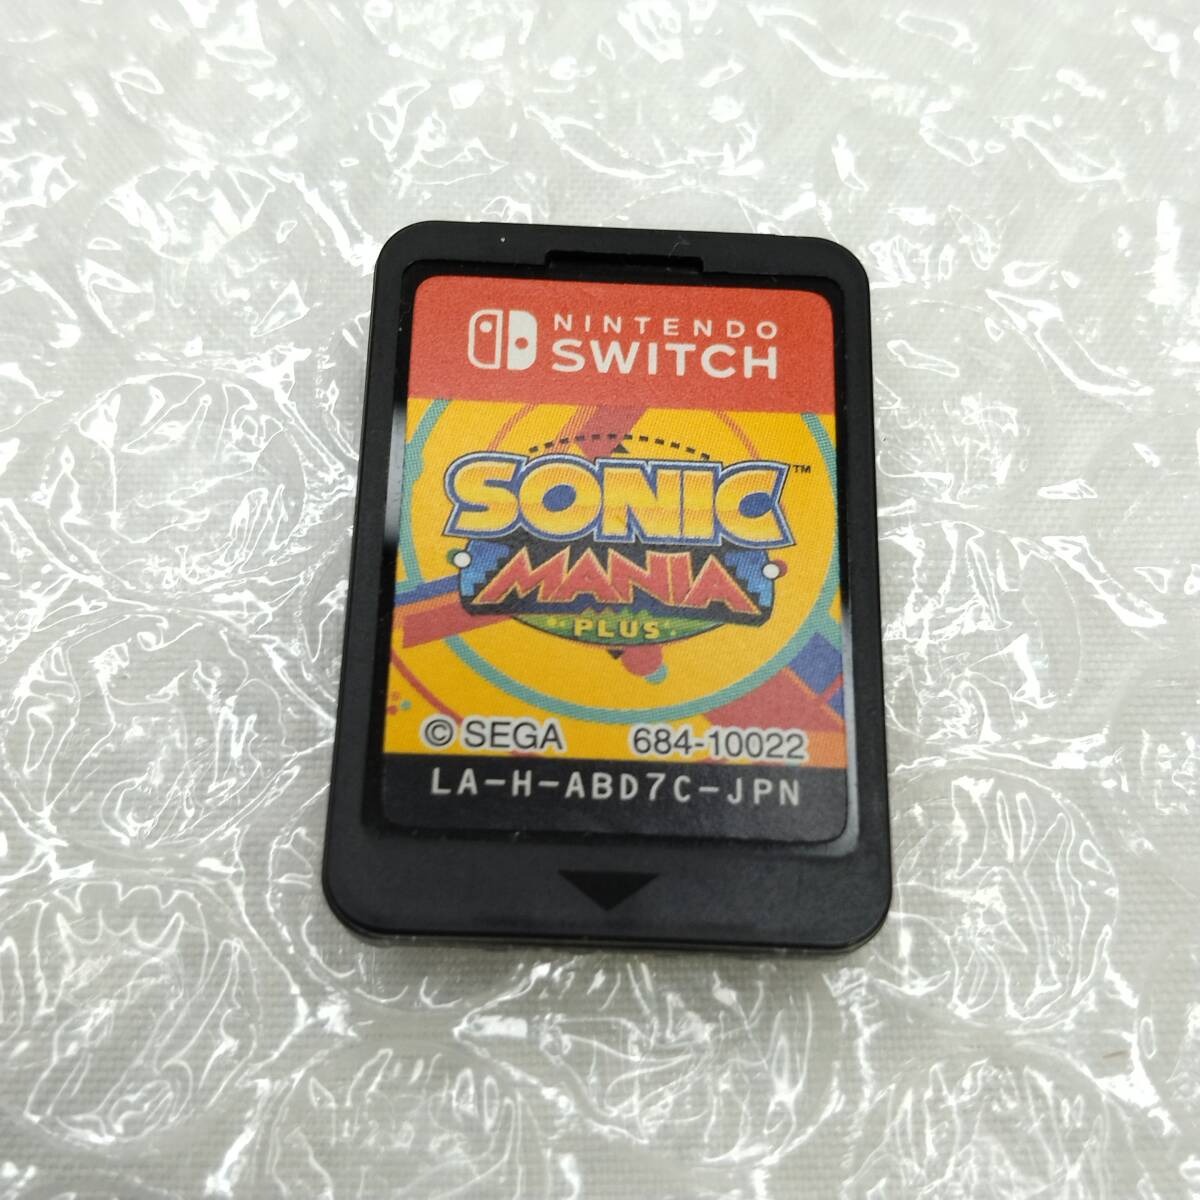 NINTENDO
SWITCH
SONIC™
MANIA
PLUS
© SEGA 684-10022
LA-H-ABD7C-JPN